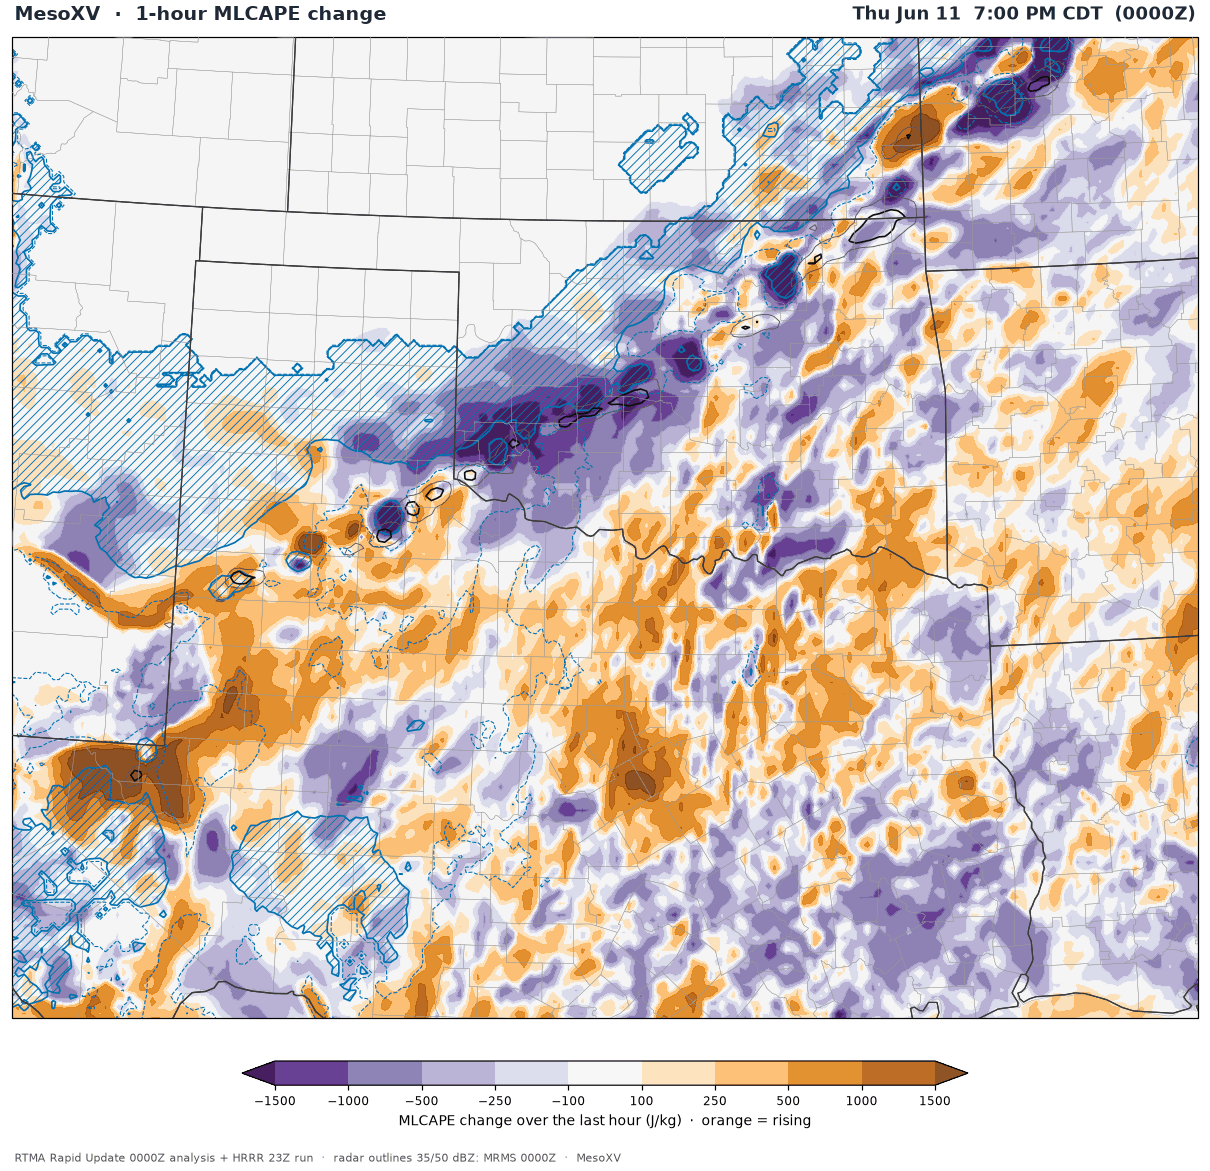 MesoXV · 1-hour MLCAPE change
Thu Jun 11 7:00 PM CDT (0000Z)
−1500 −1000 −500 −250 −100 100 250 500 1000 1500
MLCAPE change over the last hour (J/kg) · orange = rising
RTMA Rapid Update 0000Z analysis + HRRR 23Z run · radar outlines 35/50 dBZ: MRMS 0000Z · MesoXV